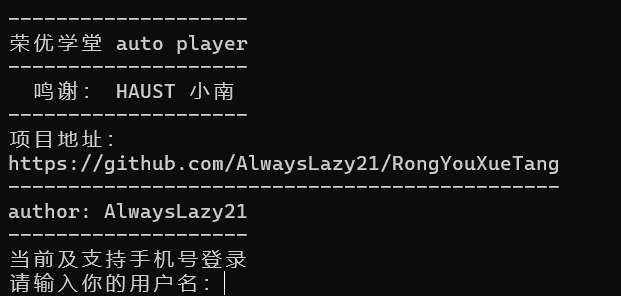 --------------------
荣优学堂 auto player
--------------------
鸣谢： HAUST 小南
--------------------
项目地址：
https://github.com/AlwaysLazy21/RongYouXueTang
----------------------------------------------
author: AlwaysLazy21
--------------------
当前及支持手机号登录
请输入你的用户名：